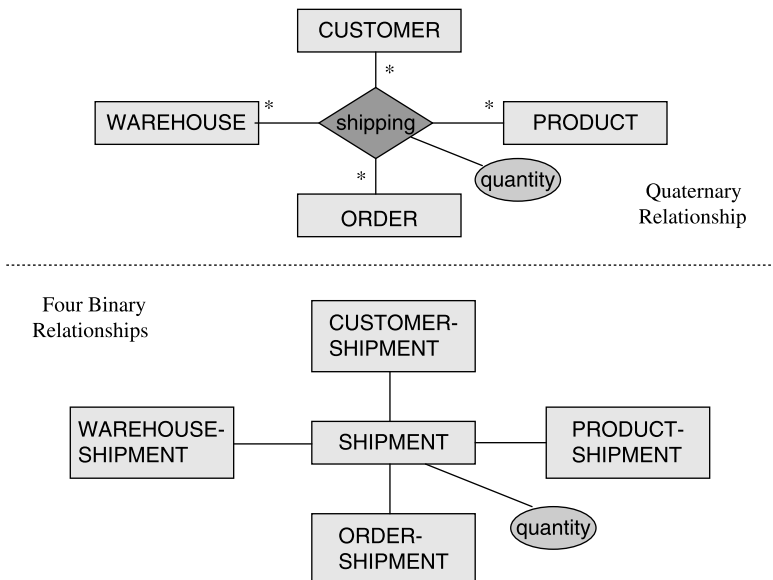 CUSTOMER
*
WAREHOUSE
*
shipping
*
PRODUCT
*
quantity
ORDER
Quaternary
Relationship
Four Binary
Relationships
CUSTOMER-
SHIPMENT
WAREHOUSE-
SHIPMENT
SHIPMENT
PRODUCT-
SHIPMENT
quantity
ORDER-
SHIPMENT